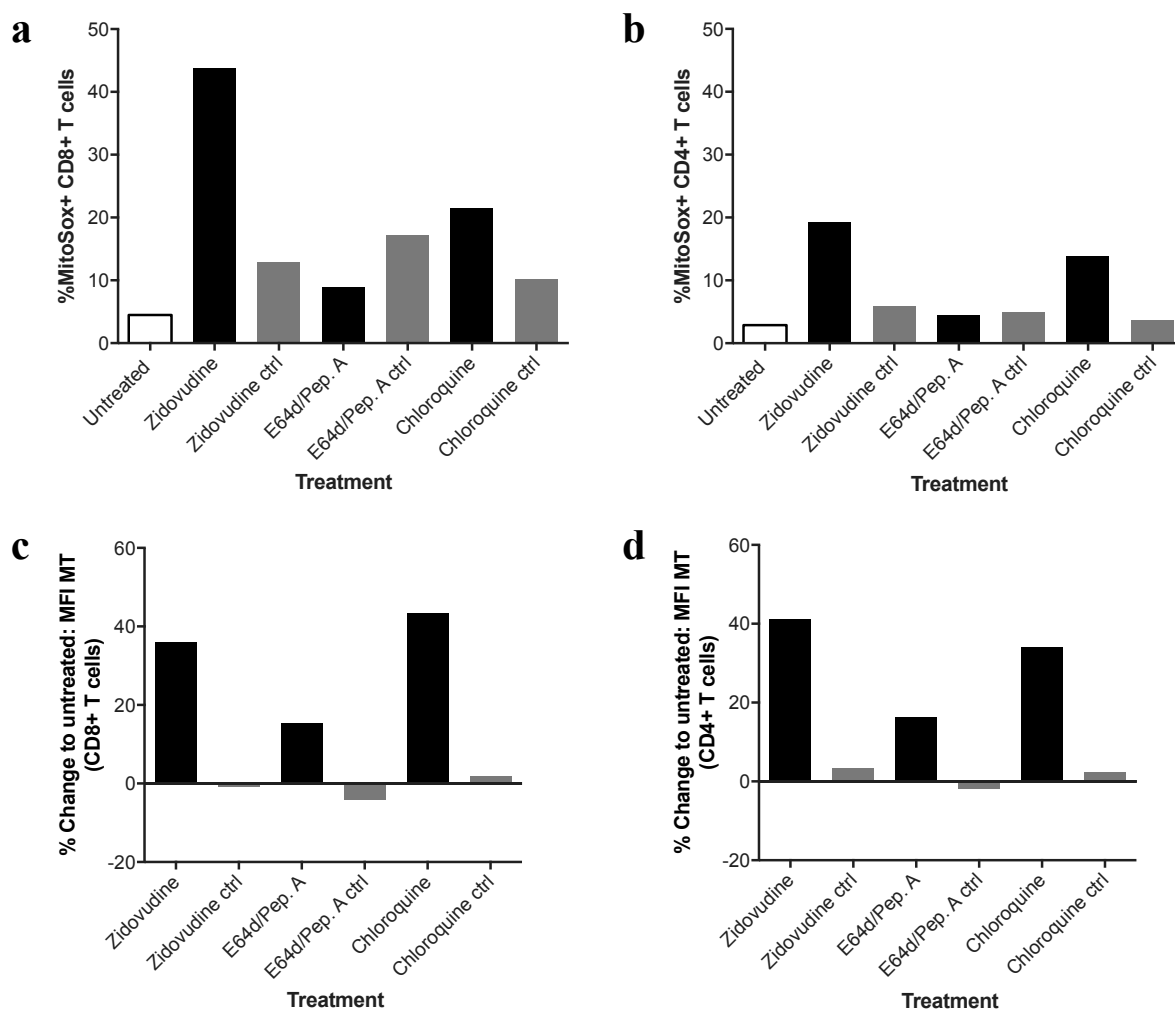 a
%MitoSox+ CD8+ T cells
50
40
30
20
10
0
Untreated
Zidovudine
Zidovudine ctrl
E64d/Pep. A
E64d/Pep. A ctrl
Chloroquine
Chloroquine ctrl
Treatment
b
%MitoSox+ CD4+ T cells
50
40
30
20
10
0
Untreated
Zidovudine
Zidovudine ctrl
E64d/Pep. A
E64d/Pep. A ctrl
Chloroquine
Chloroquine ctrl
Treatment
c
% Change to untreated: MFI MT
(CD8+ T cells)
60
40
20
0
-20
Zidovudine
Zidovudine ctrl
E64d/Pep. A
E64d/Pep. A ctrl
Chloroquine
Chloroquine ctrl
Treatment
d
% Change to untreated: MFI MT
(CD4+ T cells)
60
40
20
0
-20
Zidovudine
Zidovudine ctrl
E64d/Pep. A
E64d/Pep. A ctrl
Chloroquine
Chloroquine ctrl
Treatment